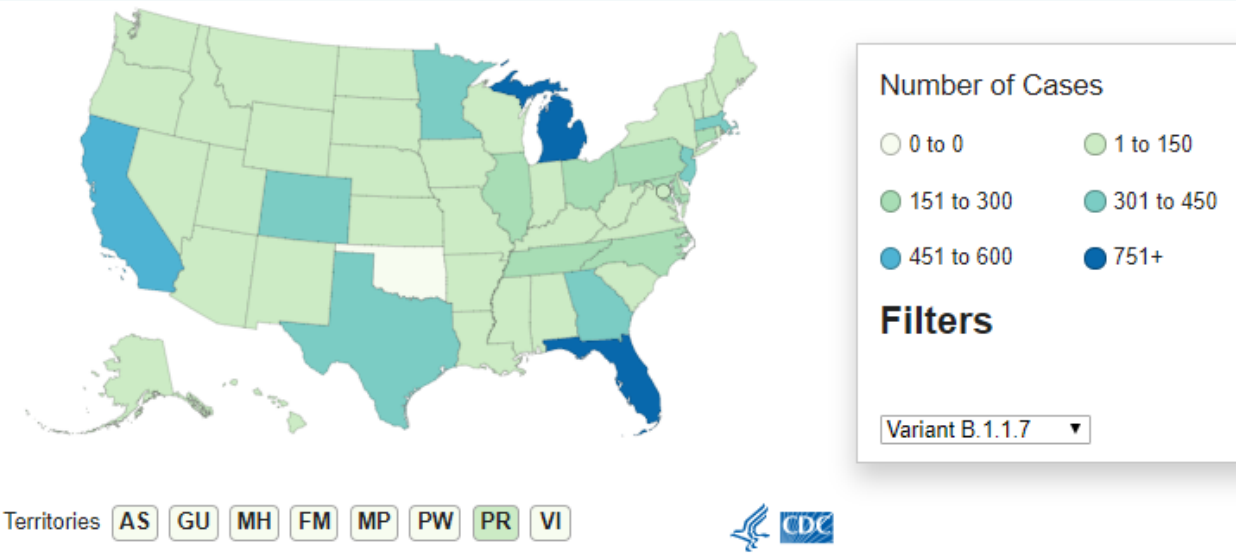 Number of Cases
0 to 0
1 to 150
151 to 300
301 to 450
451 to 600
751+
Filters
Variant B.1.1.7
Territories AS GU MH FM MP PW PR VI
CDC